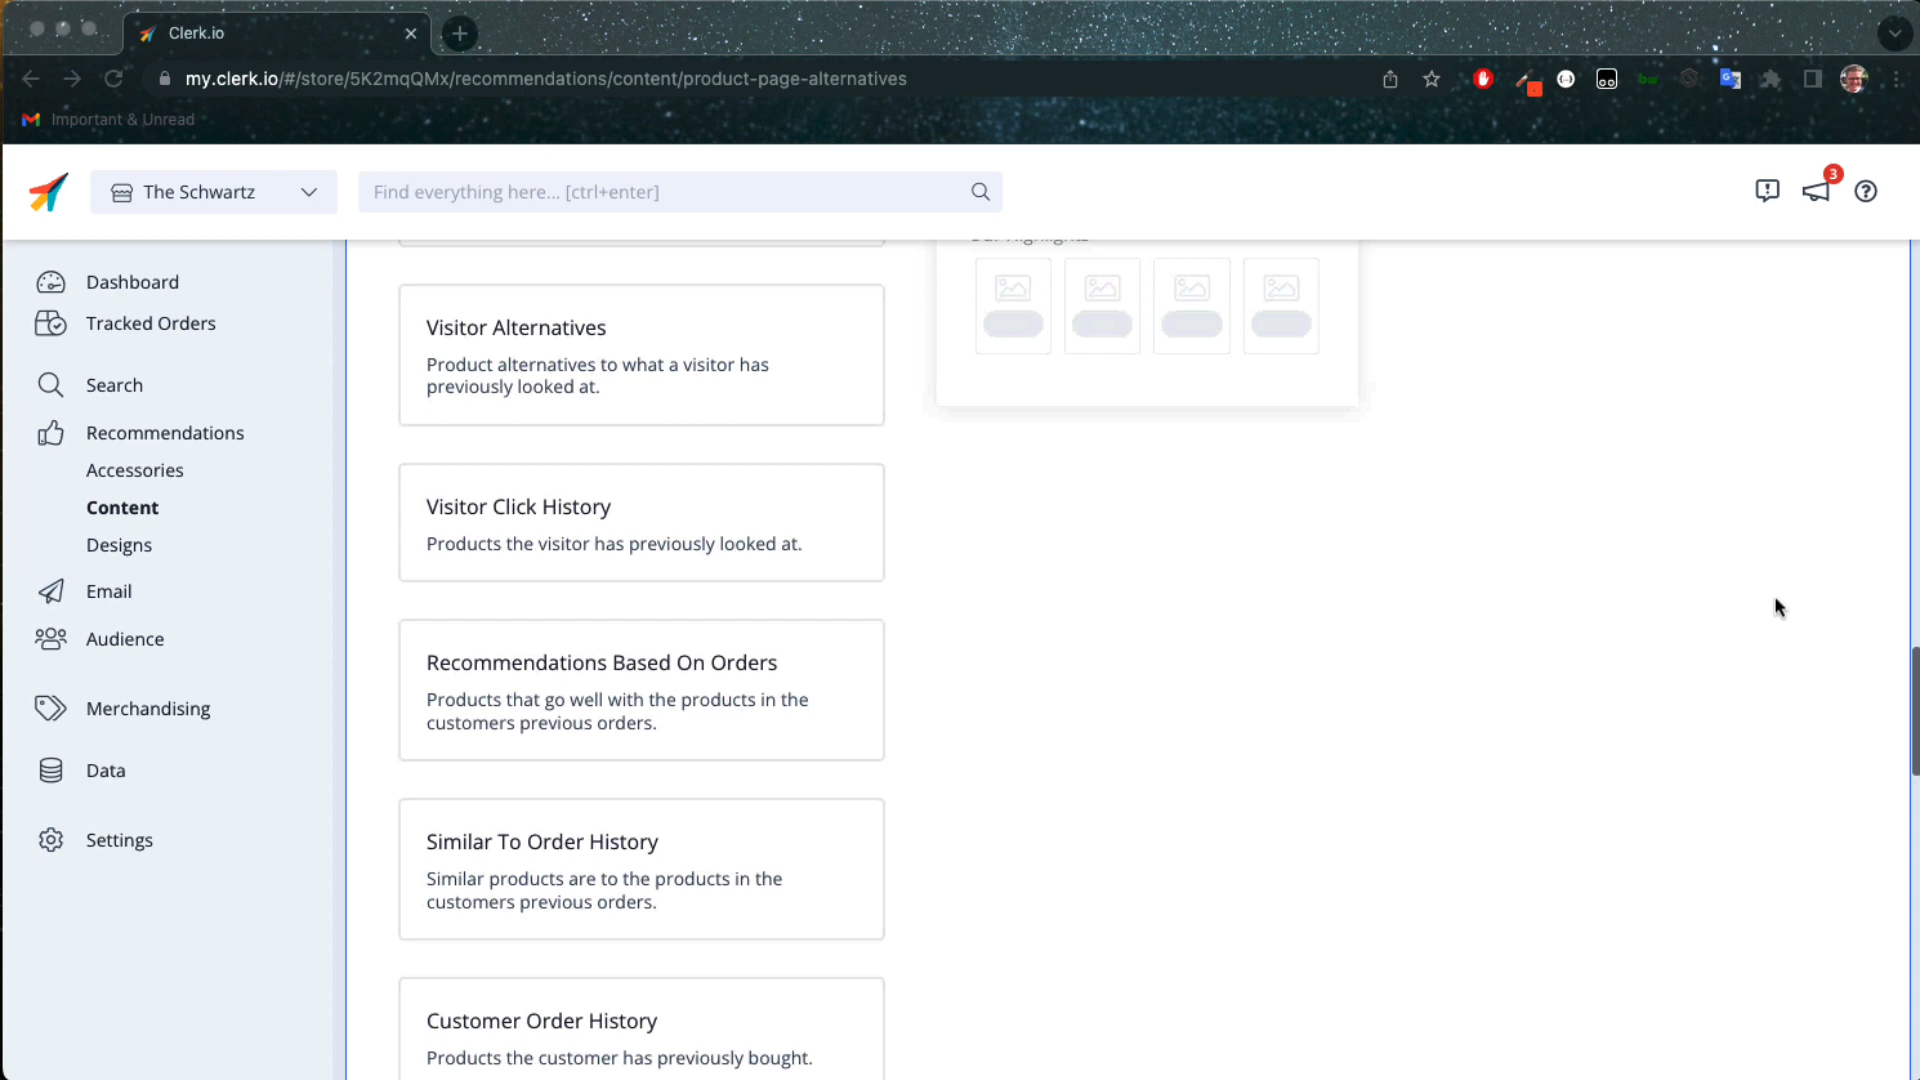 Clerk.io
my.clerk.io/#/store/5K2mqQMx/recommendations/content/product-page-alternatives
Important & Unread
The Schwartz
Find everything here... [ctrl+enter]
3
Dashboard
Tracked Orders
Search
Recommendations
Accessories
Content
Designs
Email
Audience
Merchandising
Data
Settings
Visitor Alternatives
Product alternatives to what a visitor has
previously looked at.
Visitor Click History
Products the visitor has previously looked at.
Recommendations Based On Orders
Products that go well with the products in the
customers previous orders.
Similar To Order History
Similar products are to the products in the
customers previous orders.
Customer Order History
Products the customer has previously bought.